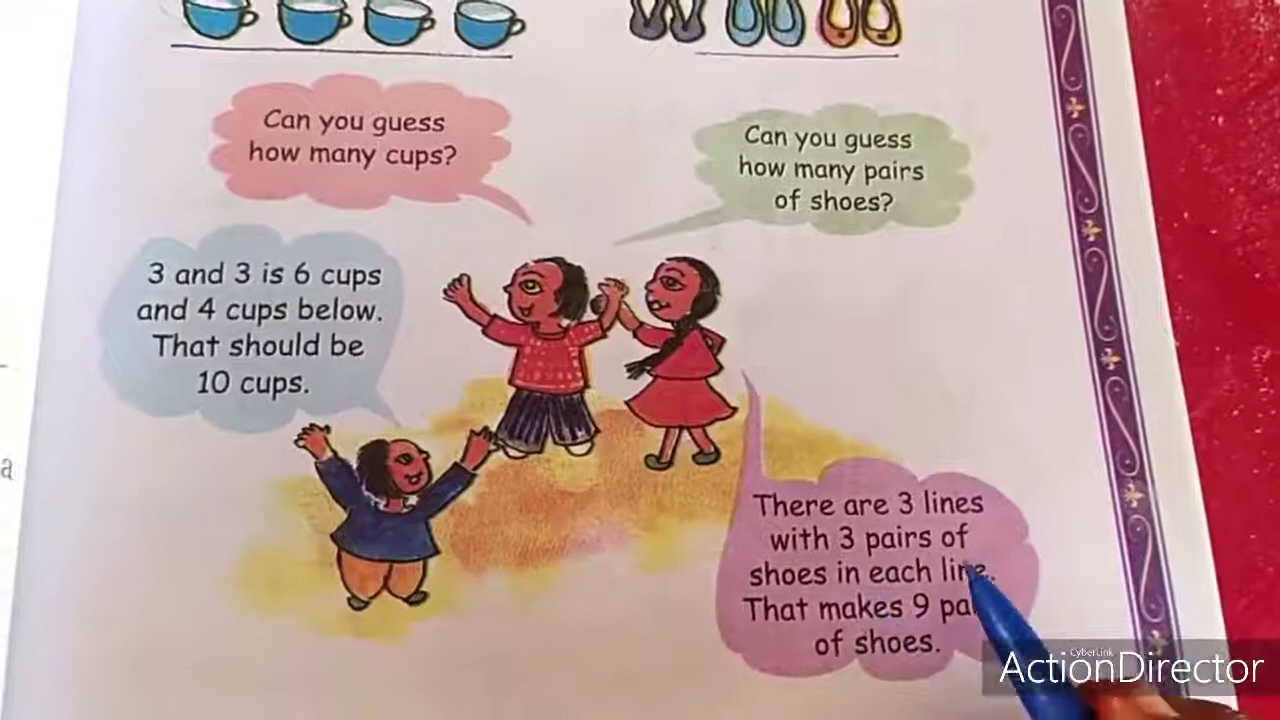 Can you guess
how many cups?
Can you guess
how many pairs
of shoes?
3 and 3 is 6 cups
and 4 cups below.
That should be
10 cups.
There are 3 lines
with 3 pairs of
shoes in each line.
That makes 9
of shoes.
a
CyberLink
ActionDirector